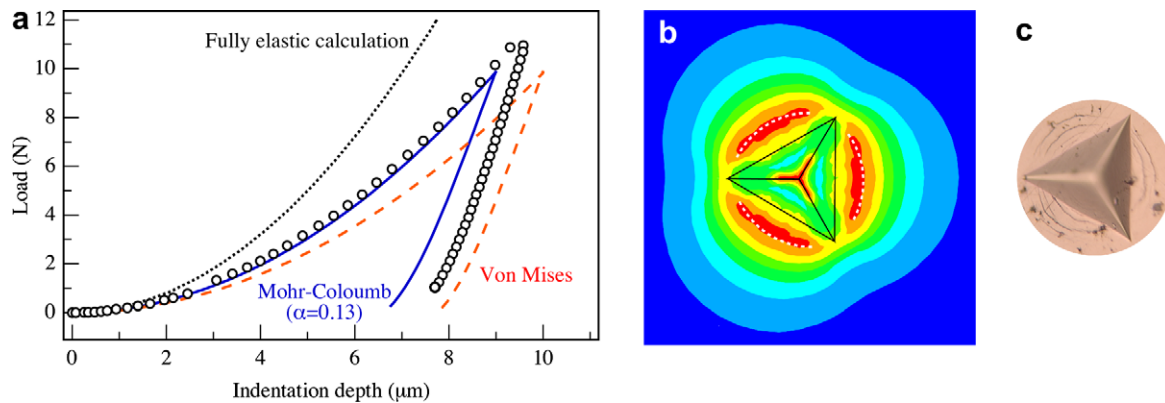 a
12
10
8
6
4
2
0
Load (N)
Fully elastic calculation
Mohr-Coloumb
(α=0.13)
Von Mises
0 2 4 6 8 10
Indentation depth (μm)
b
c